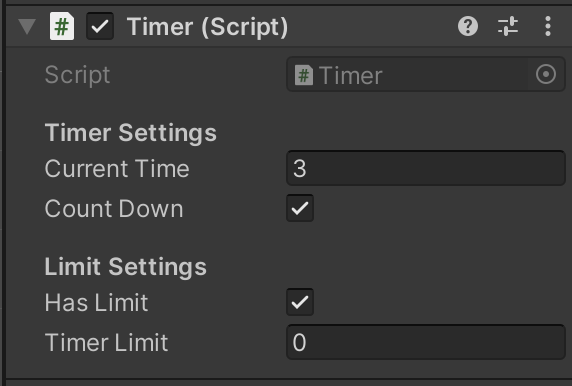 Timer (Script)
Script Timer
Timer Settings
Current Time 3
Count Down
Limit Settings
Has Limit
Timer Limit 0